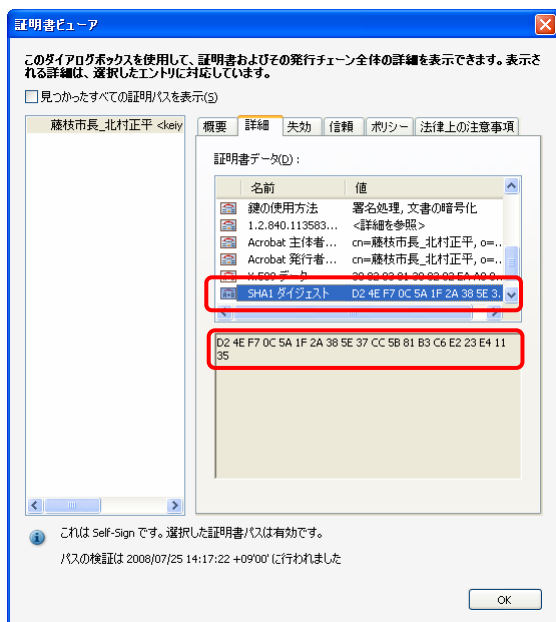 証明書ビューア
このダイアログボックスを使用して、証明書およびその発行チェーン全体の詳細を表示できます。表示さ
れる詳細は、選択したエントリに対応しています。
見つかったすべての証明パスを表示(S)
藤枝市長_北村正平 <keiy
概要 詳細 失効 信頼 ポリシー 法律上の注意事項
証明書データ(D)：
名前 値
鍵の使用方法 署名処理, 文書の暗号化
1.2.840.113583... <詳細を参照>
Acrobat 主体者... cn=藤枝市長_北村正平, o=...
Acrobat 発行者... cn=藤枝市長_北村正平, o=...
X.509 データ
SHA1 ダイジェスト D2 4E F7 0C 5A 1F 2A 38 5E 3...
D2 4E F7 0C 5A 1F 2A 38 5E 37 CC 5B 81 B3 C6 E2 23 E4 11
35
これは Self-Sign です。選択した証明書パスは有効です。
パスの検証は 2008/07/25 14:17:22 +09'00' に行われました
OK